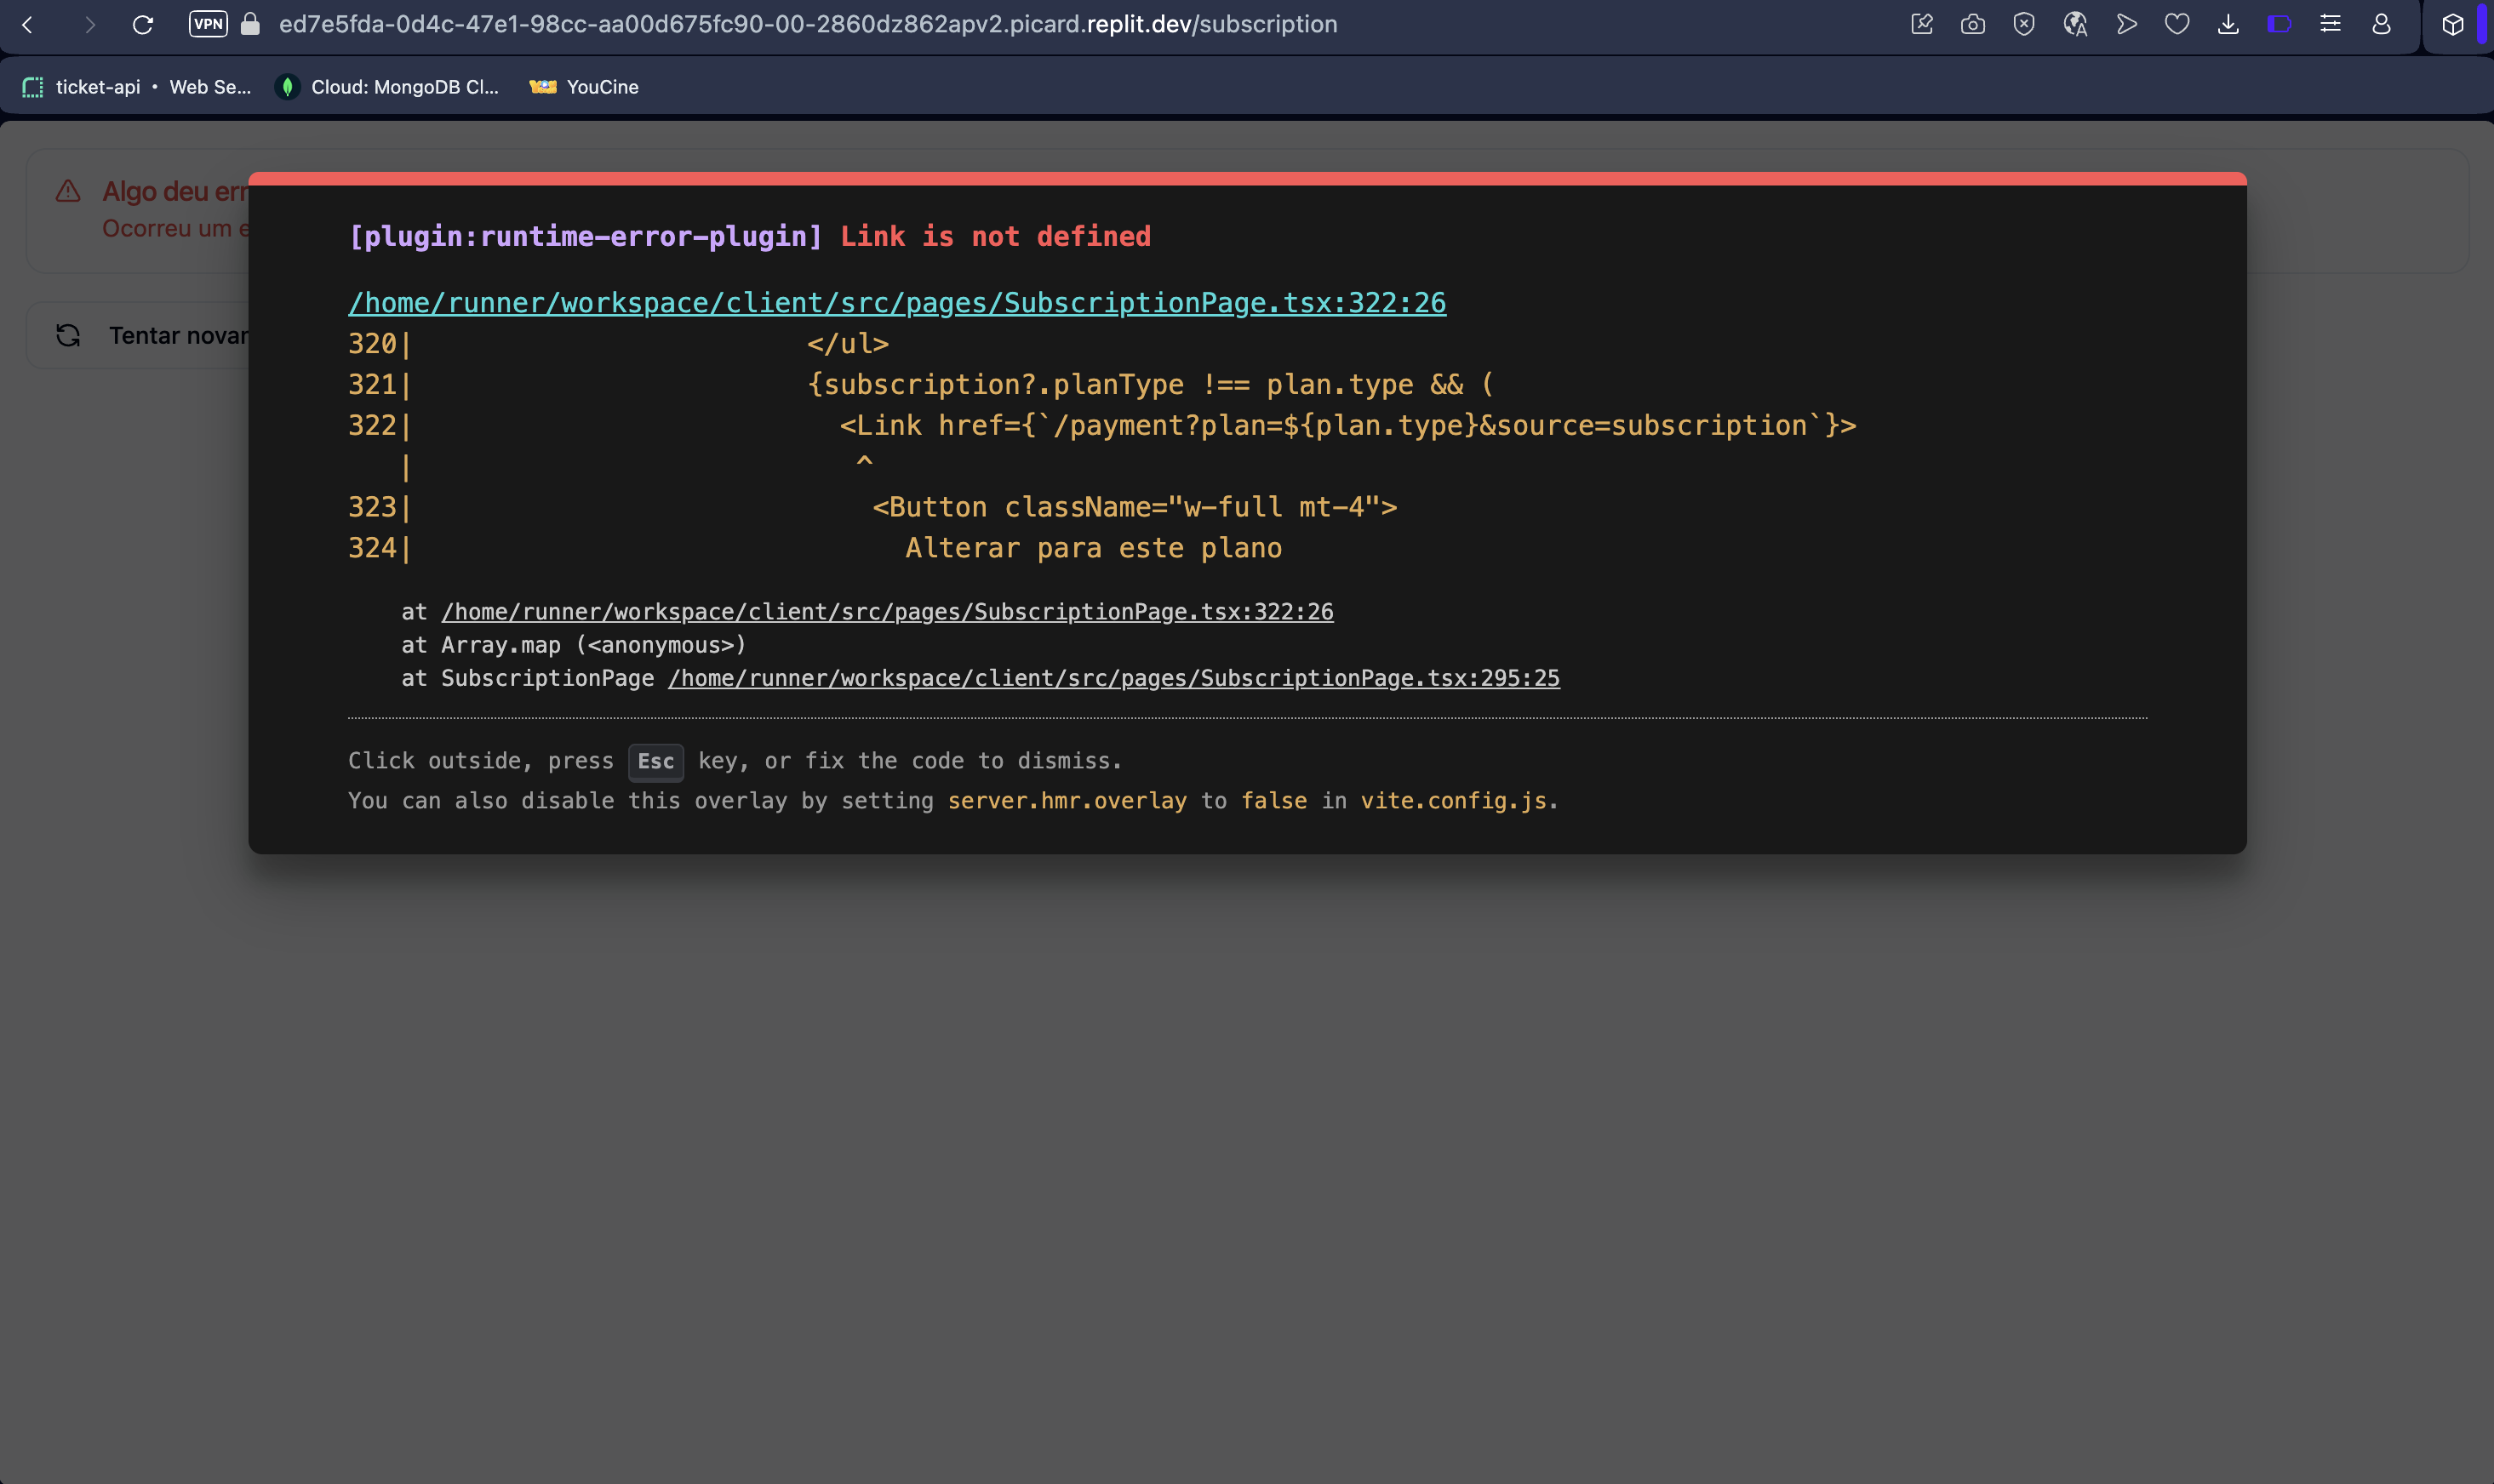 VPN ed7e5fda-0d4c-47e1-98cc-aa00d675fc90-00-2860dz862apv2.picard.replit.dev/subscription
ticket-api • Web Se... Cloud: MongoDB Cl... YouCine
Algo deu err
Ocorreu um e
Tentar novar
[plugin:runtime-error-plugin] Link is not defined
/home/runner/workspace/client/src/pages/SubscriptionPage.tsx:322:26
320| </ul>
321| {subscription?.planType !== plan.type && (
322| <Link href={`/payment?plan=${plan.type}&source=subscription`}>
| ^
323| <Button className="w-full mt-4">
324| Alterar para este plano
at /home/runner/workspace/client/src/pages/SubscriptionPage.tsx:322:26
at Array.map (<anonymous>)
at SubscriptionPage /home/runner/workspace/client/src/pages/SubscriptionPage.tsx:295:25
Click outside, press Esc key, or fix the code to dismiss.
You can also disable this overlay by setting server.hmr.overlay to false in vite.config.js.